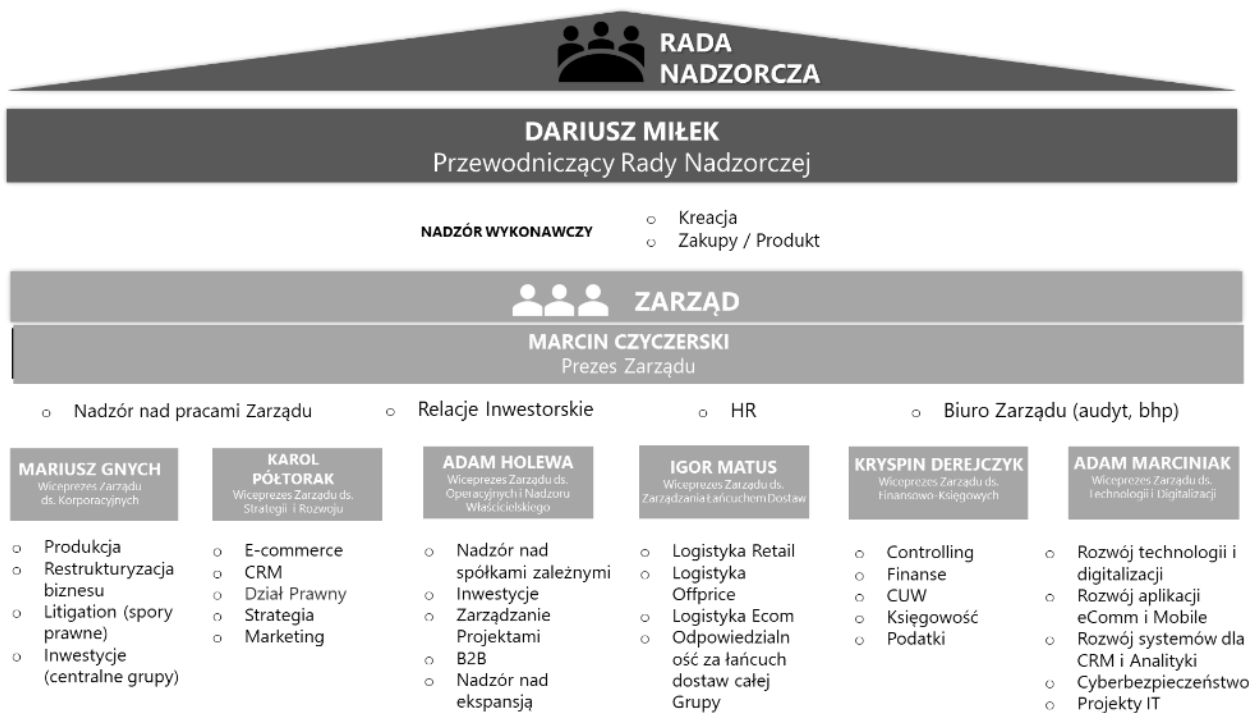 RADA
NADZORCZA
DARIUSZ MIŁEK
Przewodniczący Rady Nadzorczej
NADZÓR WYKONAWCZY
Kreacja
Zakupy / Produkt
ZARZĄD
MARCIN CZYCZERSKI
Prezes Zarządu
Nadzór nad pracami Zarządu
Relacje Inwestorskie
HR
Biuro Zarządu (audyt, bhp)
MARIUSZ GNYCH
Wiceprezes Zarządu
ds. Korporacyjnych
Produkcja
Restrukturyzacja
biznesu
Litigation (spory
prawne)
Inwestycje
(centralne grupy)
KAROL
PÓŁTORAK
Wiceprezes Zarządu ds.
Strategii i Rozwoju
E-commerce
CRM
Dział Prawny
Strategia
Marketing
ADAM HOLEWA
Wiceprezes Zarządu ds.
Operacyjnych i Nadzoru
Właścicielskiego
Nadzór nad
spółkami zależnymi
Inwestycje
Zarządzanie
Projektami
B2B
Nadzór nad
ekspansją
IGOR MATUS
Wiceprezes Zarządu ds.
Zarządzania Łańcuchem Dostaw
Logistyka Retail
Logistyka
Offprice
Logistyka Ecom
Odpowiedzialn
ość za łańcuch
dostaw całej
Grupy
KRYSPIN DEREJCZYK
Wiceprezes Zarządu ds.
Finansowo-Księgowych
Controlling
Finanse
CUW
Księgowość
Podatki
ADAM MARCINIAK
Wiceprezes Zarządu ds.
Technologii i Digitalizacji
Rozwój technologii i
digitalizacji
Rozwój aplikacji
eComm i Mobile
Rozwój systemów dla
CRM i Analityki
Cyberbezpieczeństwo
Projekty IT